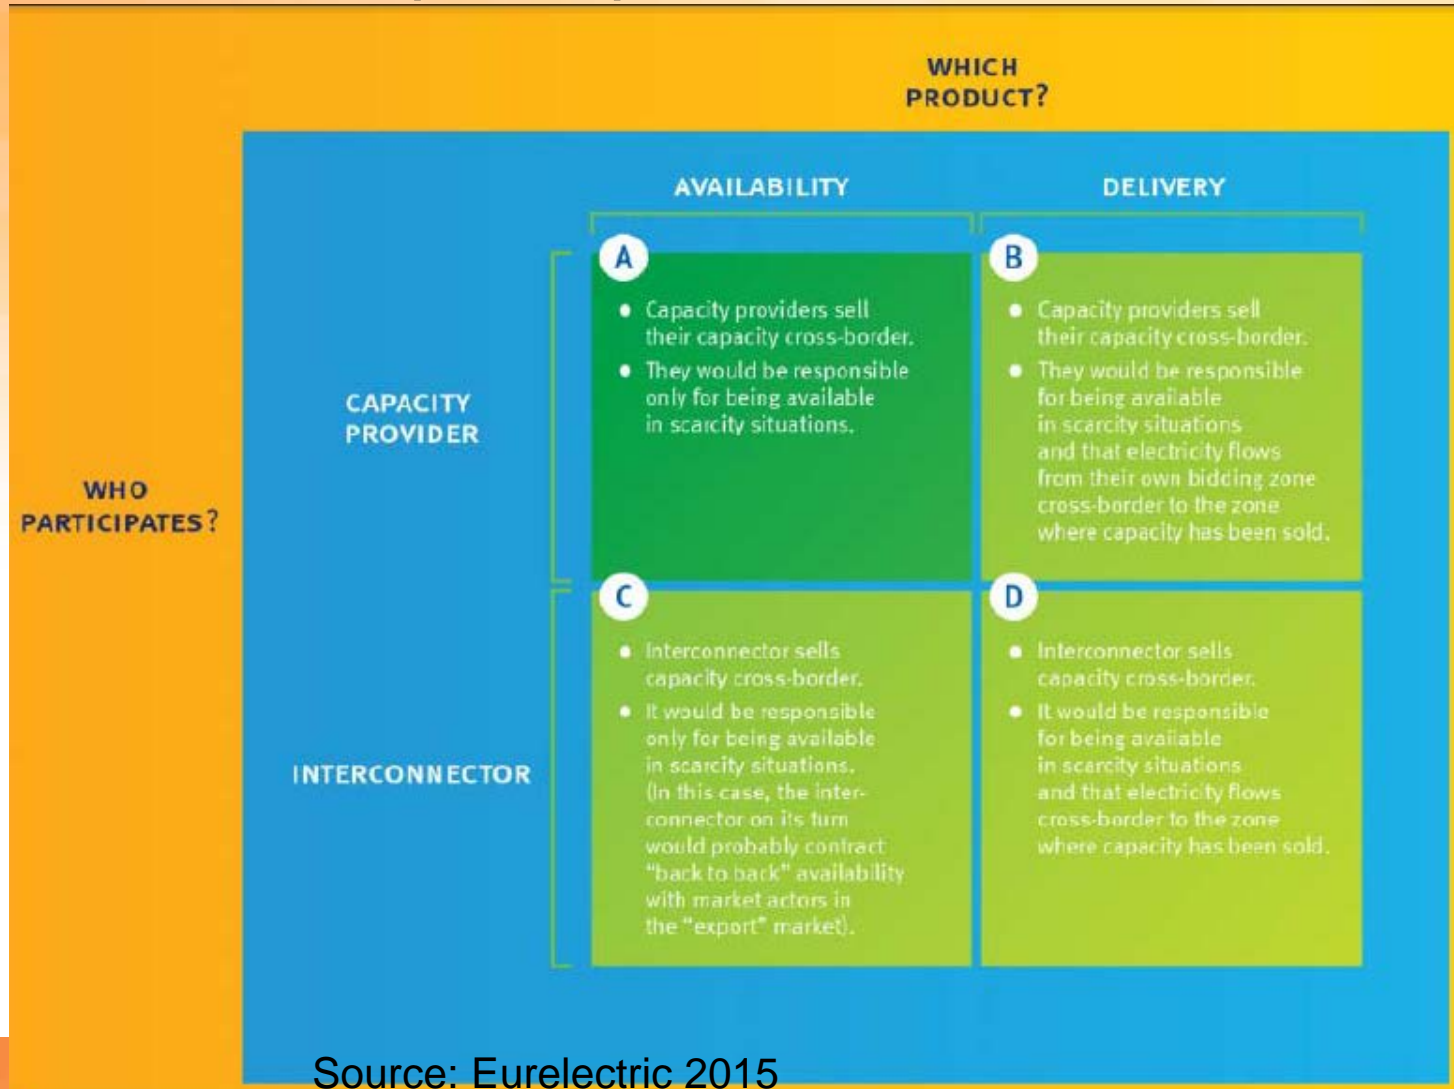 WHICH
PRODUCT?
AVAILABILITY
DELIVERY
WHO
PARTICIPATES?
CAPACITY
PROVIDER
A
• Capacity providers sell
their capacity cross-border.
• They would be responsible
only for being available
in scarcity situations.
B
• Capacity providers sell
their capacity cross-border.
• They would be responsible
for being available
in scarcity situations
and that electricity flows
from their own bidding zone
cross-border to the zone
where capacity has been sold.
INTERCONNECTOR
C
• Interconnector sells
capacity cross-border.
• It would be responsible
only for being available
in scarcity situations.
(In this case, the inter-
connector on its turn
would probably contract
"back to back" availability
with market actors in
the "export" market).
D
• Interconnector sells
capacity cross-border.
• It would be responsible
for being available
in scarcity situations
and that electricity flows
cross-border to the zone
where capacity has been sold.
Source: Eurelectric 2015